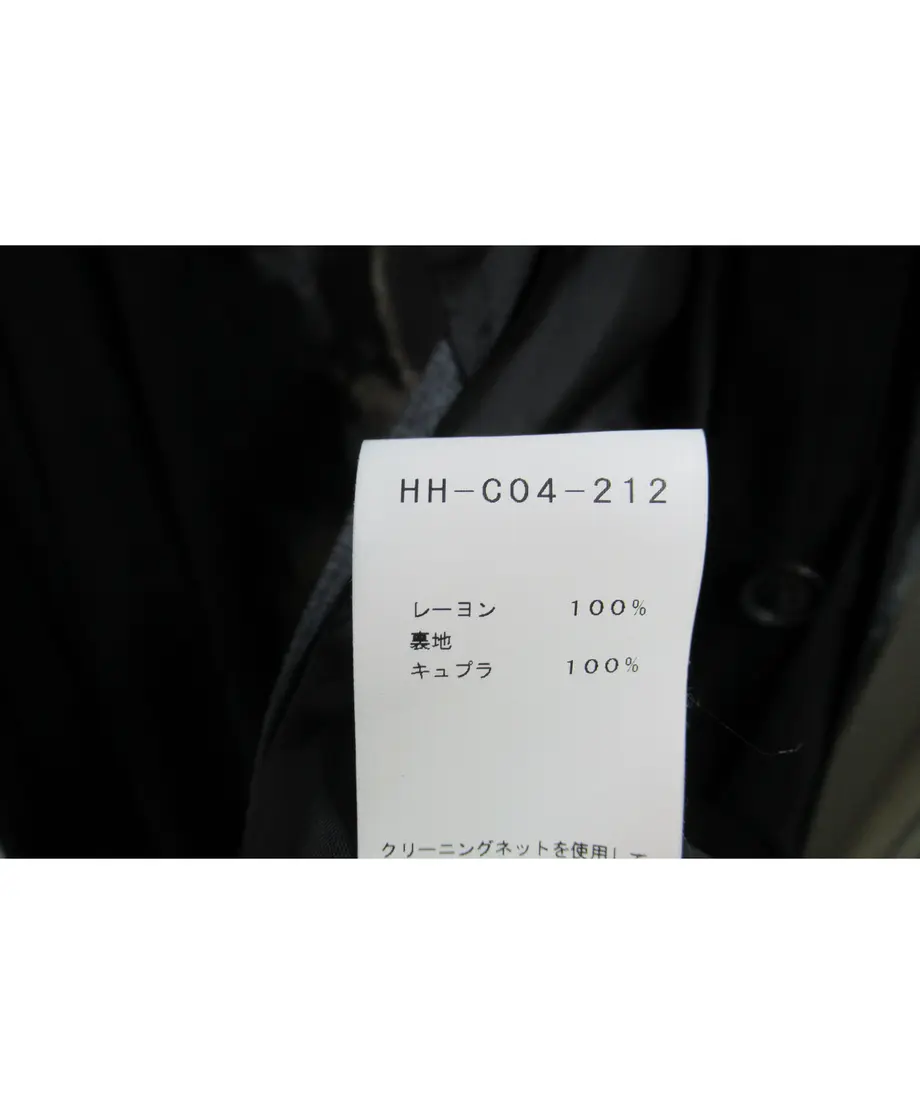 HH-C04-212
レーヨン 100%
裏地
キュプラ 100%
クリーニングネットを使用して